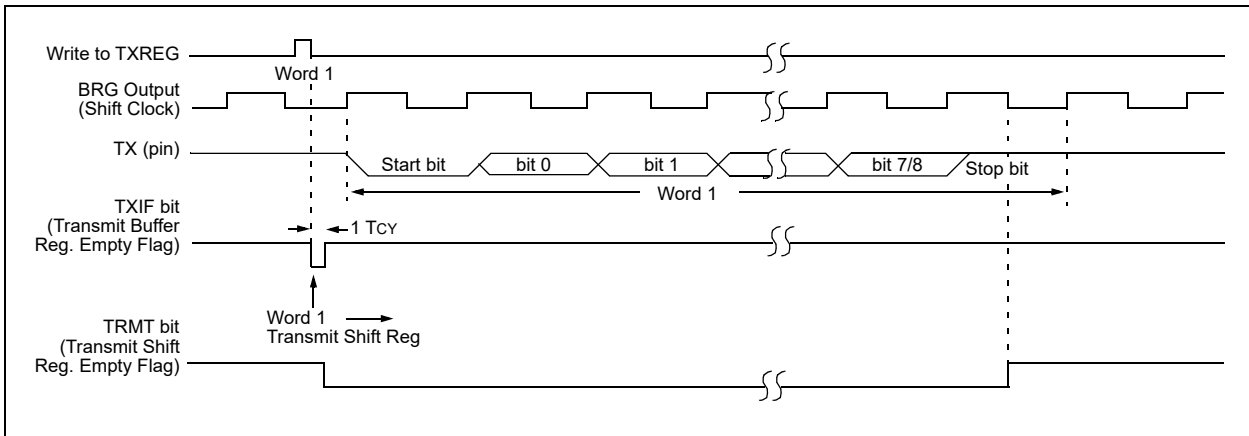 Write to TXREG
Word 1
BRG Output
(Shift Clock)
TX (pin)
Start bit
bit 0
bit 1
bit 7/8
Stop bit
Word 1
TXIF bit
(Transmit Buffer
Reg. Empty Flag)
1 TCY
Word 1
Transmit Shift Reg
TRMT bit
(Transmit Shift
Reg. Empty Flag)